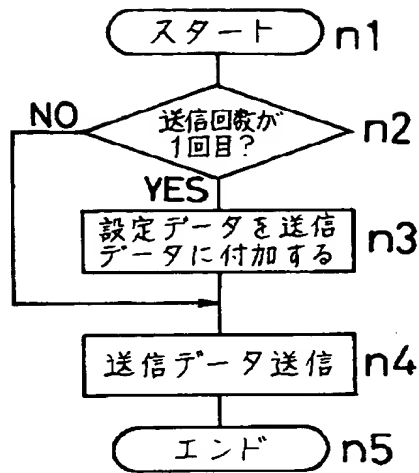 スタート n1
送信回数が
1回目? n2
NO
YES
設定データを送信
データに付加する n3
送信データ送信 n4
エンド n5